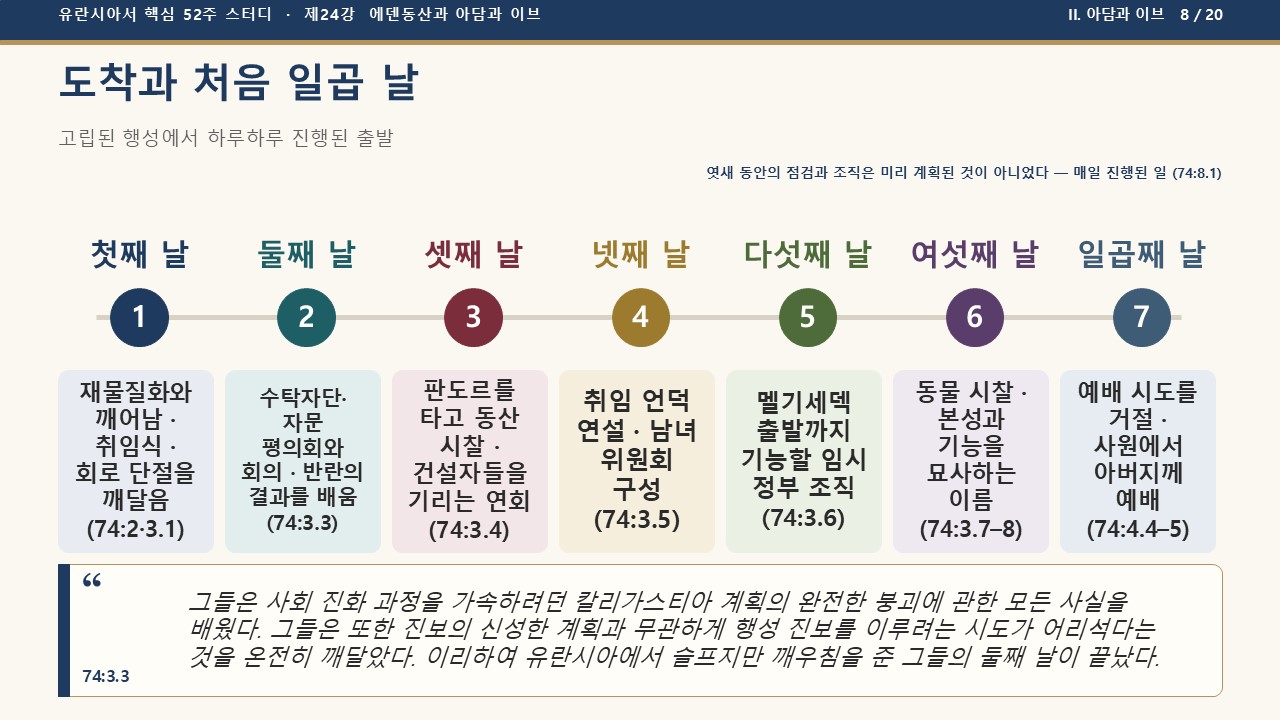 유란시아서 핵심 52주 스터디 · 제24강 에덴동산과 아담과 이브
II. 아담과 이브 8 / 20
도착과 처음 일곱 날
고립된 행성에서 하루하루 진행된 출발
엿새 동안의 점검과 조직은 미리 계획된 것이 아니었다 — 매일 진행된 일 (74:8.1)
첫째 날
둘째 날
셋째 날
넷째 날
다섯째 날
여섯째 날
일곱째 날
1
2
3
4
5
6
7
재물질화와
깨어남 ·
취임식 ·
회로 단절을
깨달음
(74:2·3.1)
수탁자단·
자문
평의회와
회의 · 반란의
결과를 배움
(74:3.3)
판도르를
타고 동산
시찰 ·
건설자들을
기리는 연회
(74:3.4)
취임 언덕
연설 · 남녀
위원회
구성
(74:3.5)
멜기세덱
출발까지
기능할 임시
정부 조직
(74:3.6)
동물 시찰 ·
본성과
기능을
묘사하는
이름
(74:3.7–8)
예배 시도를
거절 ·
사원에서
아버지께
예배
(74:4.4–5)
“
그들은 사회 진화 과정을 가속하려던 칼리가스티아 계획의 완전한 붕괴에 관한 모든 사실을
배웠다. 그들은 또한 진보의 신성한 계획과 무관하게 행성 진보를 이루려는 시도가 어리석다는
것을 온전히 깨달았다. 이리하여 유란시아에서 슬프지만 깨우침을 준 그들의 둘째 날이 끝났다.
74:3.3